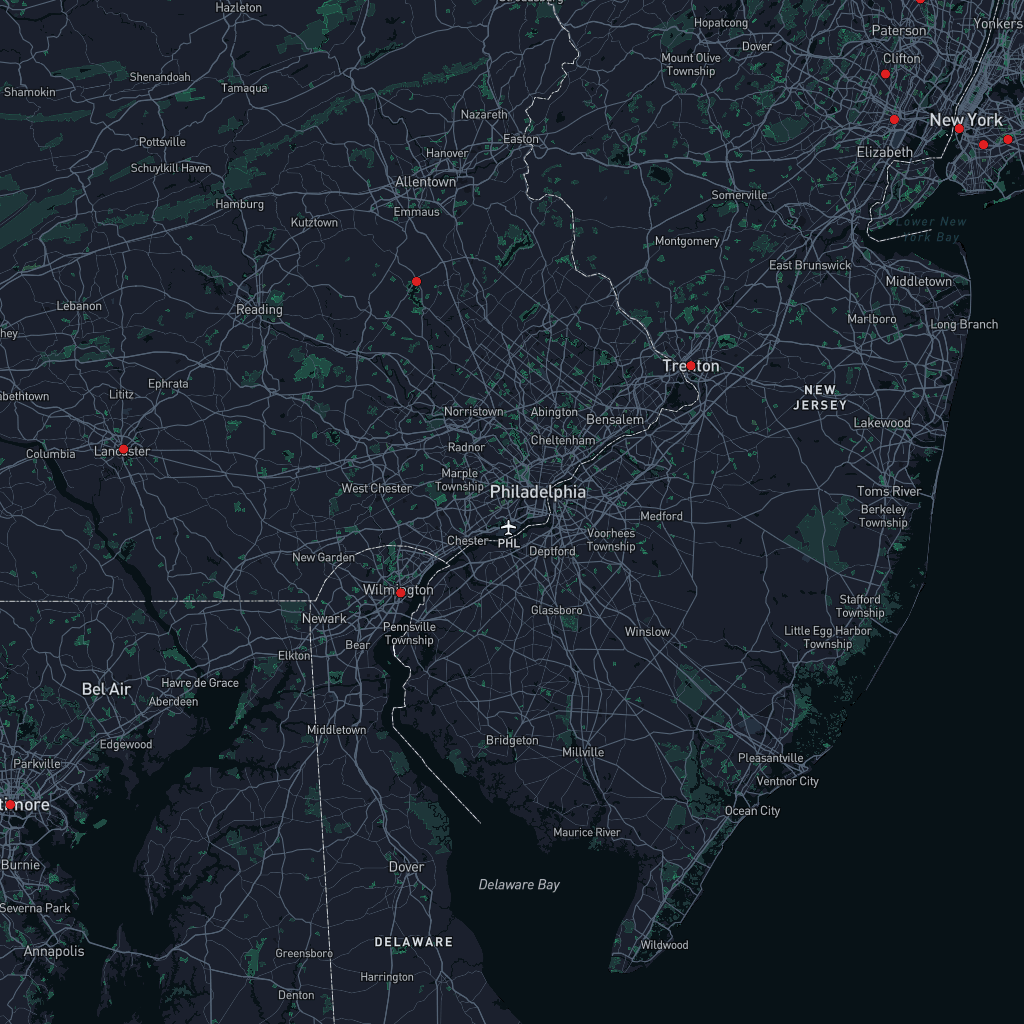 Hazleton
Hopatcong
Yonkers
Paterson
Dover
Clifton
Mount Olive
Township
Shenandoah
Tamaqua
Shamokin
Nazareth
New York
Easton
Pottsville
Hanover
Elizabeth
Schuylkill Haven
Allentown
Somerville
Hamburg
Emmaus
Kutztown
Lower New
York Bay
Montgomery
East Brunswick
Middletown
Lebanon
Reading
Marlboro
Long Branch
hey
Trenton
Ephrata
NEW
JERSEY
Lititz
abethtown
Norristown
Abington
Bensalem
Lakewood
Cheltenham
Radnor
Lancaster
Columbia
Marple
Township
West Chester
Philadelphia
Toms River
Berkeley
Township
Medford
Voorhees
Township
Chester
PHL
Deptford
New Garden
Wilmington
Stafford
Township
Glassboro
Newark
Pennsville
Township
Winslow
Little Egg Harbor
Township
Bear
Elkton
Havre de Grace
Bel Air
Aberdeen
Middletown
Bridgeton
Edgewood
Millville
Pleasantville
Parkville
Ventnor City
timore
Ocean City
Maurice River
Burnie
Dover
Delaware Bay
Severna Park
DELAWARE
Wildwood
Annapolis
Greensboro
Harrington
Denton